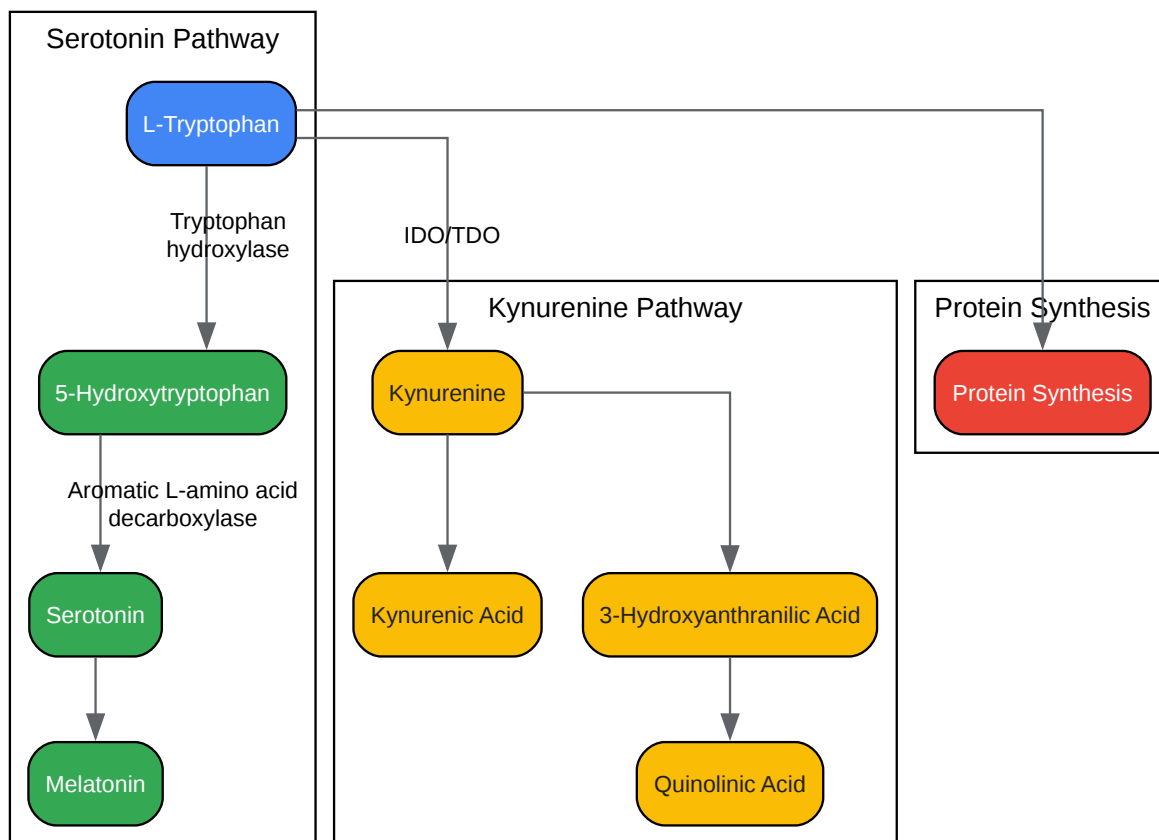 Serotonin Pathway
L-Tryptophan
Tryptophan
hydroxylase
IDO/TDO
Kynurenine Pathway
Protein Synthesis
5-Hydroxytryptophan
Kynurenine
Protein Synthesis
Aromatic L-amino acid
decarboxylase
Serotonin
Kynurenic Acid
3-Hydroxyanthranilic Acid
Melatonin
Quinolinic Acid